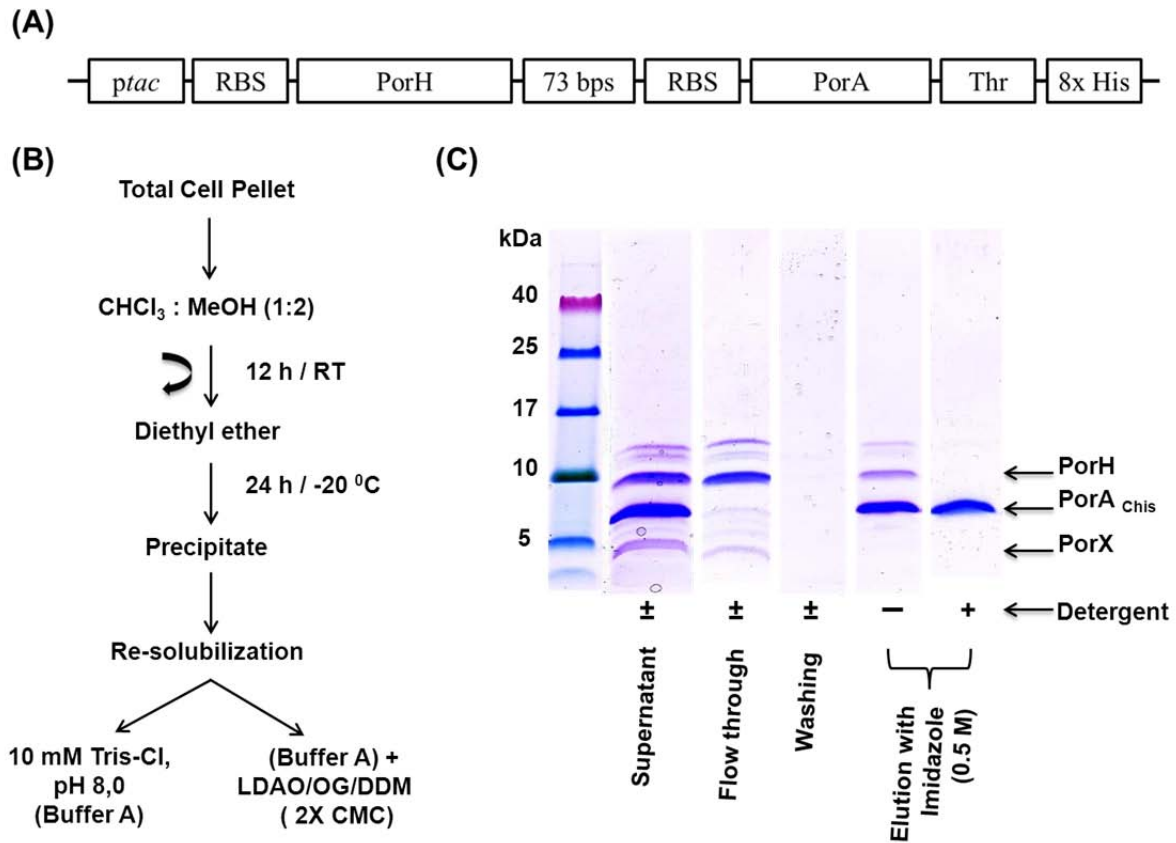 (A)
ptac RBS PorH 73 bps RBS PorA Thr 8x His
(B)
Total Cell Pellet
CHCl3 : MeOH (1:2)
12 h / RT
Diethyl ether
24 h / -20 0C
Precipitate
Re-solubilization
10 mM Tris-Cl,
pH 8,0
(Buffer A)
(Buffer A) +
LDAO/OG/DDM
( 2X CMC)
(C)
kDa
40
25
17
10
5
PorH
PorA Chis
PorX
± ± ± − + Detergent
Supernatant
Flow through
Washing
Elution with
Imidazole
(0.5 M)